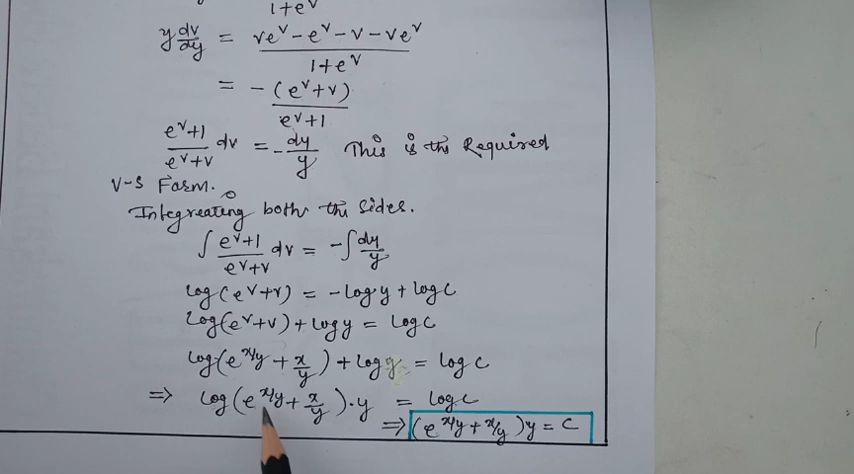 1+e^v
y dv/dy = (ve^v - e^v - v - ve^v) / (1+e^v)
= - (e^v+v) / (e^v+1)
(e^v+1)/(e^v+v) dv = - dy/y This is the Required
V-S Form.
Integreating both the sides.
∫ (e^v+1)/(e^v+v) dv = -∫ dy/y
log(e^v+v) = -log y + log c
log(e^v+v) + log y = log c
log(e^{x/y} + x/y) + log y = log c
⇒ log(e^{x/y} + x/y)·y = log c
⇒ (e^{x/y} + x/y)y = C